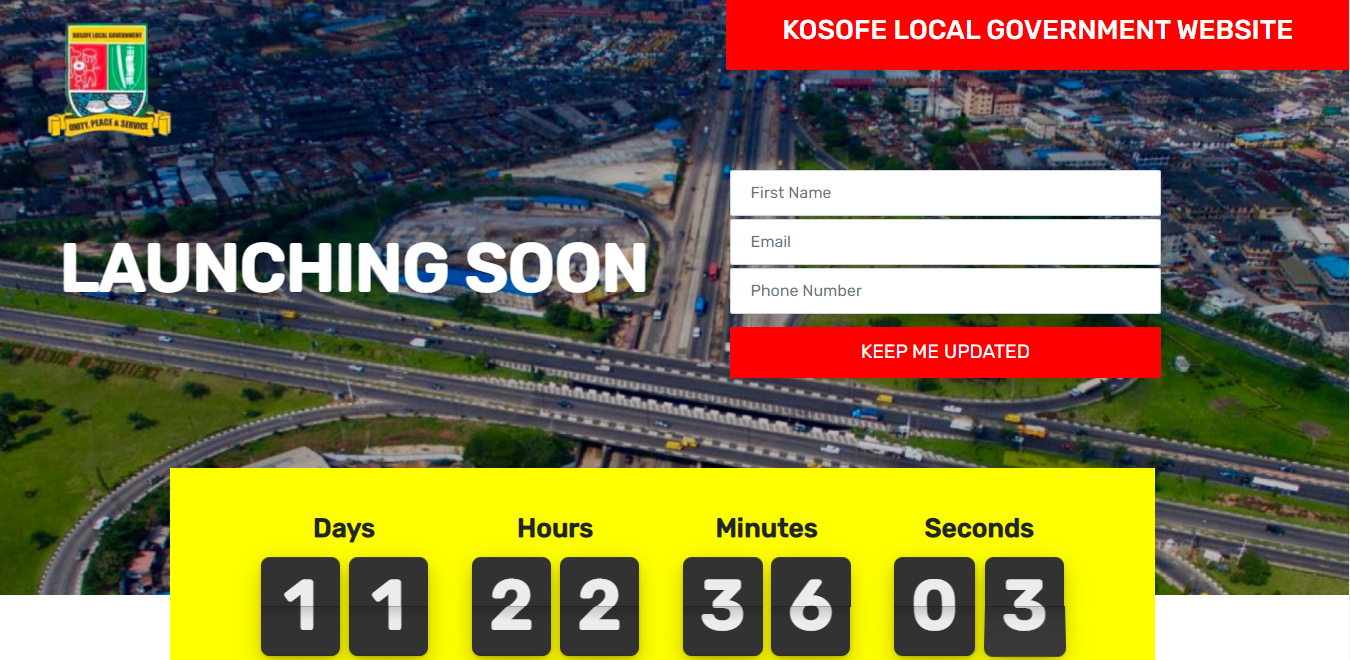 KOSOFE LOCAL GOVERNMENT
UNITY, PEACE & SERVICE
KOSOFE LOCAL GOVERNMENT WEBSITE
LAUNCHING SOON
First Name
Email
Phone Number
KEEP ME UPDATED
Days Hours Minutes Seconds
11 22 36 03